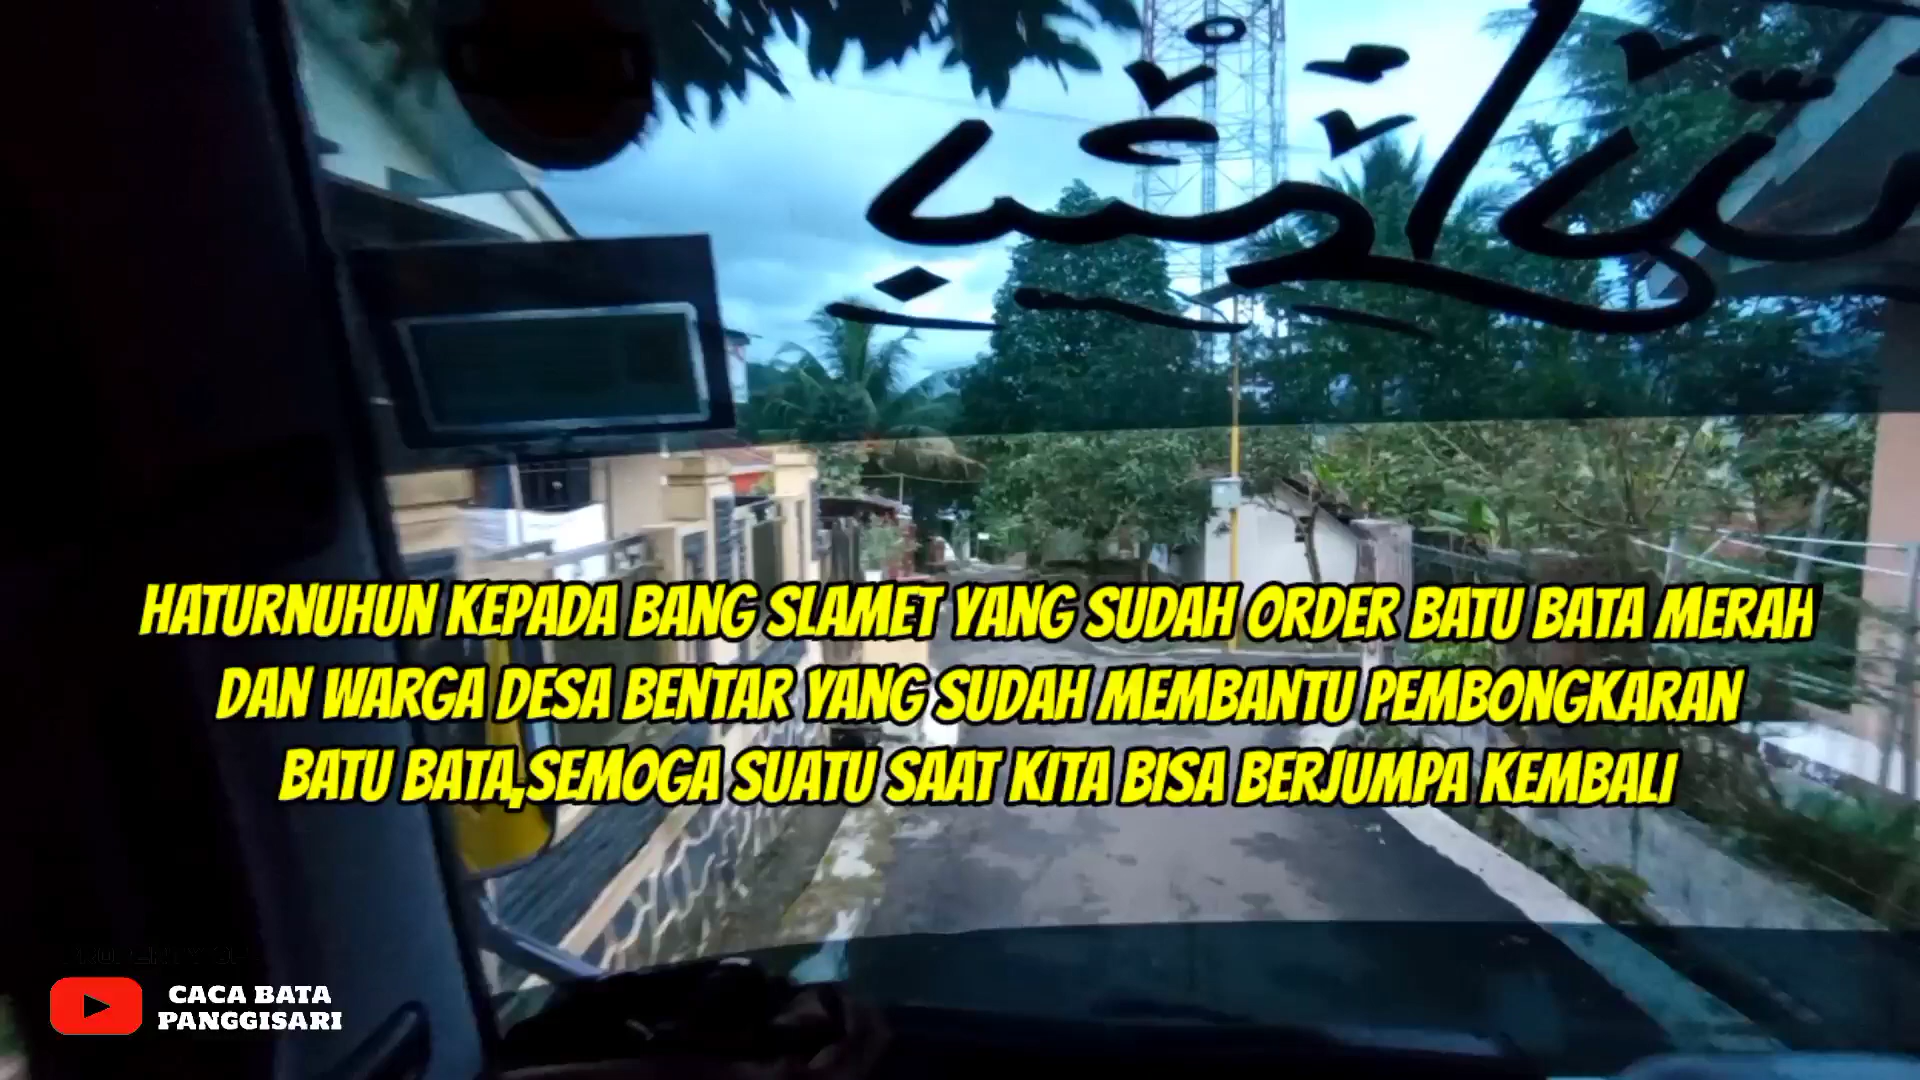 HATURNUHUN KEPADA BANG SLAMET YANG SUDAH ORDER BATU BATA MERAH
DAN WARGA DESA BENTAR YANG SUDAH MEMBANTU PEMBONGKARAN
BATU BATA,SEMOGA SUATU SAAT KITA BISA BERJUMPA KEMBALI
CACA BATA
PANGGISARI